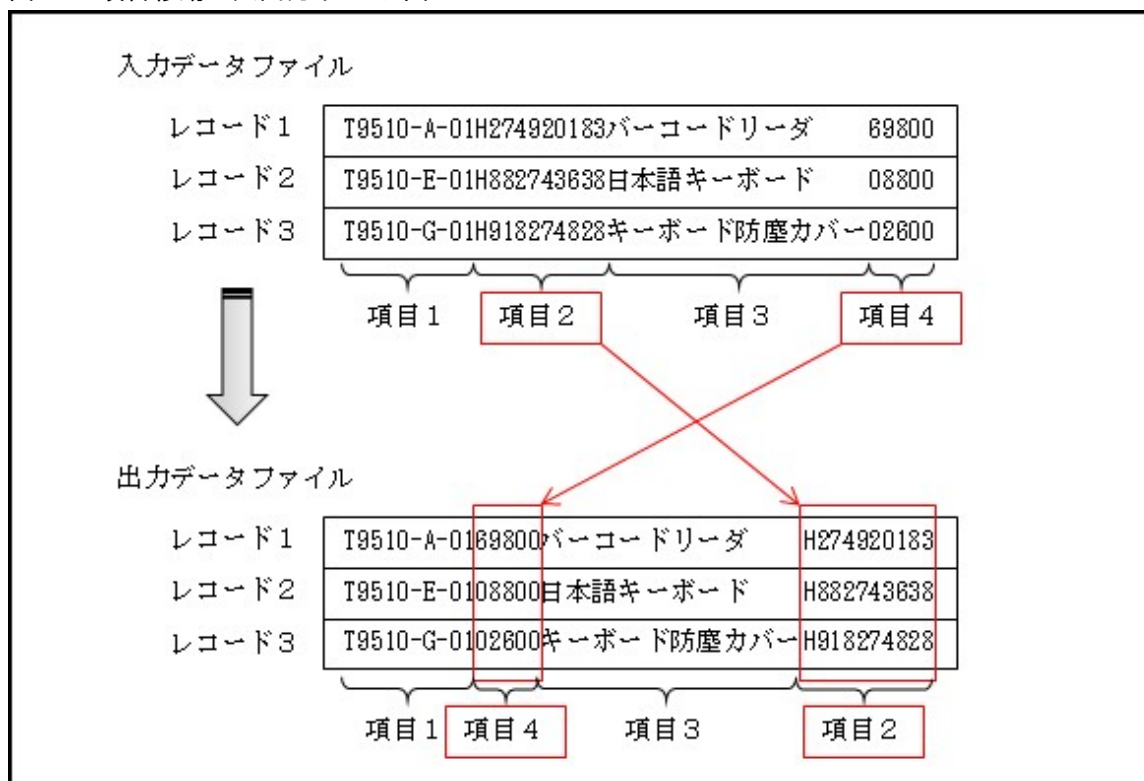 入力データファイル
レコード1 T9510-A-01H274920183バーコードリーダ 69800
レコード2 T9510-E-01H882743638日本語キーボード 08800
レコード3 T9510-G-01H918274828キーボード防塵カバー02600
項目1 項目2 項目3 項目4
出力データファイル
レコード1 T9510-A-0169800バーコードリーダ H274920183
レコード2 T9510-E-0108800日本語キーボード H882743638
レコード3 T9510-G-0102600キーボード防塵カバーH918274828
項目1 項目4 項目3 項目2